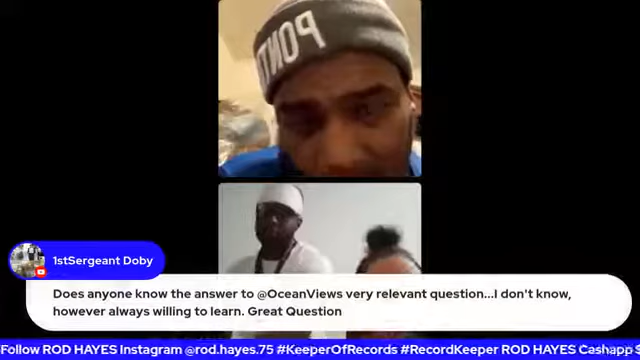 PONT
1stSergeant Doby
Does anyone know the answer to @OceanViews very relevant question...I don't know,
however always willing to learn. Great Question
Follow ROD HAYES Instagram @rod.hayes.75 #KeeperOfRecords #RecordKeeper ROD HAYES Cashapp